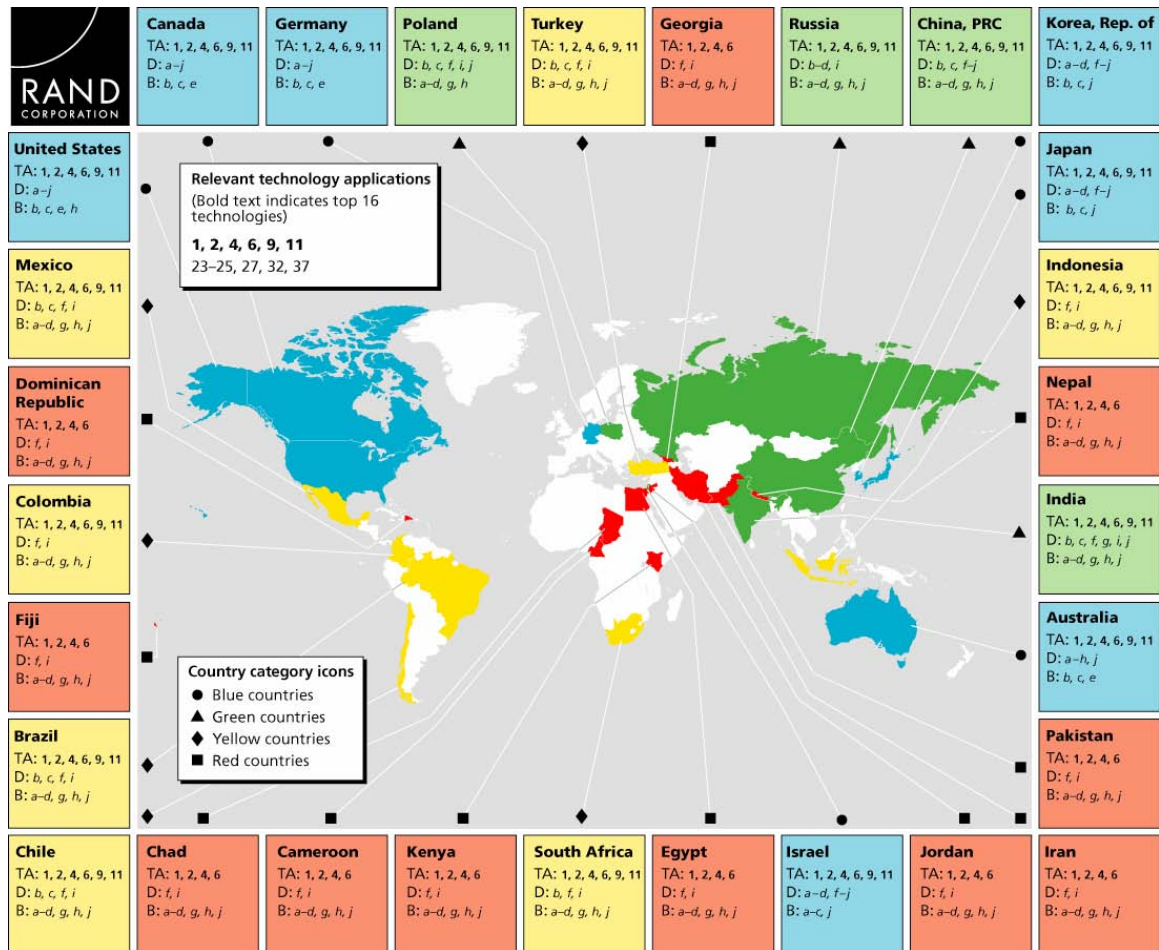 RAND
CORPORATION
Canada
TA: 1, 2, 4, 6, 9, 11
D: a–j
B: b, c, e
Germany
TA: 1, 2, 4, 6, 9, 11
D: a–j
B: b, c, e
Poland
TA: 1, 2, 4, 6, 9, 11
D: b, c, f, i, j
B: a–d, g, h
Turkey
TA: 1, 2, 4, 6, 9, 11
D: b, c, f, i
B: a–d, g, h, j
Georgia
TA: 1, 2, 4, 6
D: f, i
B: a–d, g, h, j
Russia
TA: 1, 2, 4, 6, 9, 11
D: b–d, i
B: a–d, g, h, j
China, PRC
TA: 1, 2, 4, 6, 9, 11
D: b, c, f–j
B: a–d, g, h, j
Korea, Rep. of
TA: 1, 2, 4, 6, 9, 11
D: a–d, f–j
B: b, c, j
United States
TA: 1, 2, 4, 6, 9, 11
D: a–j
B: b, c, e, h
Relevant technology applications
(Bold text indicates top 16
technologies)
1, 2, 4, 6, 9, 11
23–25, 27, 32, 37
Japan
TA: 1, 2, 4, 6, 9, 11
D: a–d, f–j
B: b, c, j
Mexico
TA: 1, 2, 4, 6, 9, 11
D: b, c, f, i
B: a–d, g, h, j
Indonesia
TA: 1, 2, 4, 6, 9, 11
D: f, i
B: a–d, g, h, j
Dominican
Republic
TA: 1, 2, 4, 6
D: f, i
B: a–d, g, h, j
Nepal
TA: 1, 2, 4, 6
D: f, i
B: a–d, g, h, j
Colombia
TA: 1, 2, 4, 6, 9, 11
D: f, i
B: a–d, g, h, j
India
TA: 1, 2, 4, 6, 9, 11
D: b, c, f, g, i, j
B: a–d, g, h, j
Fiji
TA: 1, 2, 4, 6
D: f, i
B: a–d, g, h, j
Australia
TA: 1, 2, 4, 6, 9, 11
D: a–h, j
B: b, c, e
Country category icons
Blue countries
Green countries
Yellow countries
Red countries
Brazil
TA: 1, 2, 4, 6, 9, 11
D: b, c, f, i
B: a–d, g, h, j
Pakistan
TA: 1, 2, 4, 6
D: f, i
B: a–d, g, h, j
Chile
TA: 1, 2, 4, 6, 9, 11
D: b, c, f, i
B: a–d, g, h, j
Chad
TA: 1, 2, 4, 6
D: f, i
B: a–d, g, h, j
Cameroon
TA: 1, 2, 4, 6
D: f, i
B: a–d, g, h, j
Kenya
TA: 1, 2, 4, 6
D: f, i
B: a–d, g, h, j
South Africa
TA: 1, 2, 4, 6, 9, 11
D: b, f, i
B: a–d, g, h, j
Egypt
TA: 1, 2, 4, 6
D: f, i
B: a–d, g, h, j
Israel
TA: 1, 2, 4, 6, 9, 11
D: a–d, f–j
B: a–c, j
Jordan
TA: 1, 2, 4, 6
D: f, i
B: a–d, g, h, j
Iran
TA: 1, 2, 4, 6
D: f, i
B: a–d, g, h, j